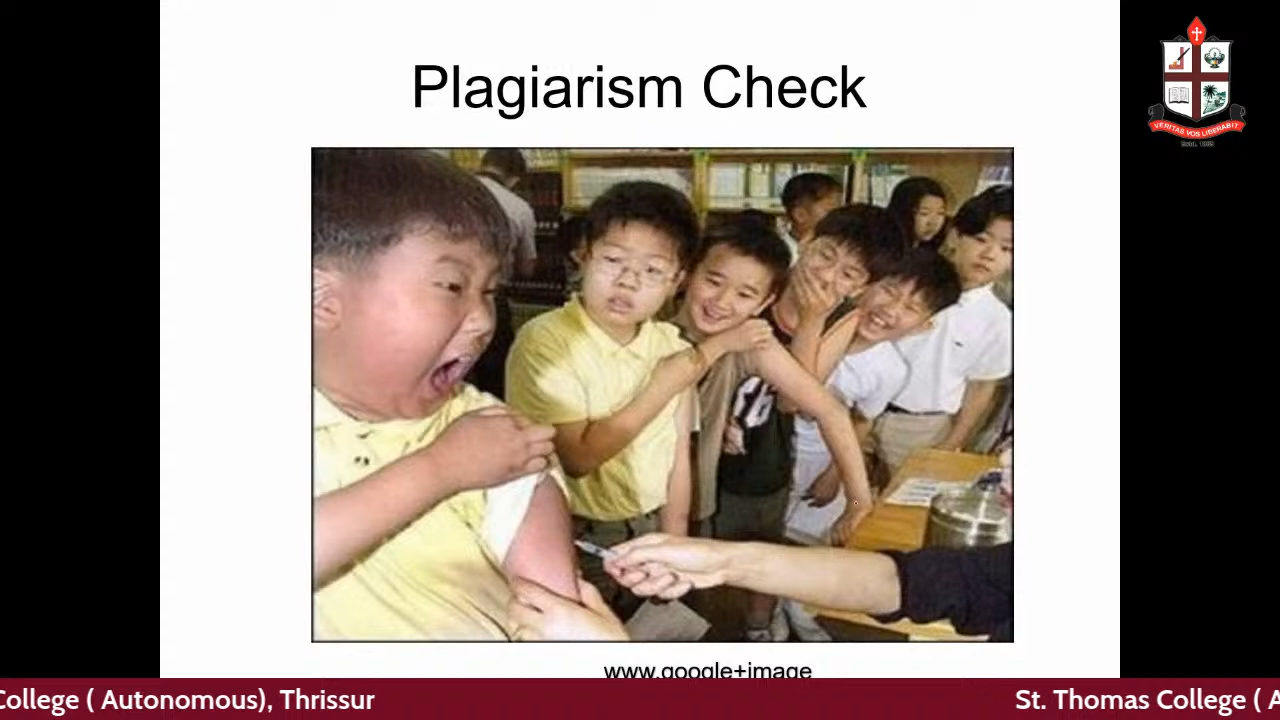 Plagiarism Check
VERITAS VOS LIBERABIT
www.google+image
College ( Autonomous), Thrissur
St. Thomas College ( A